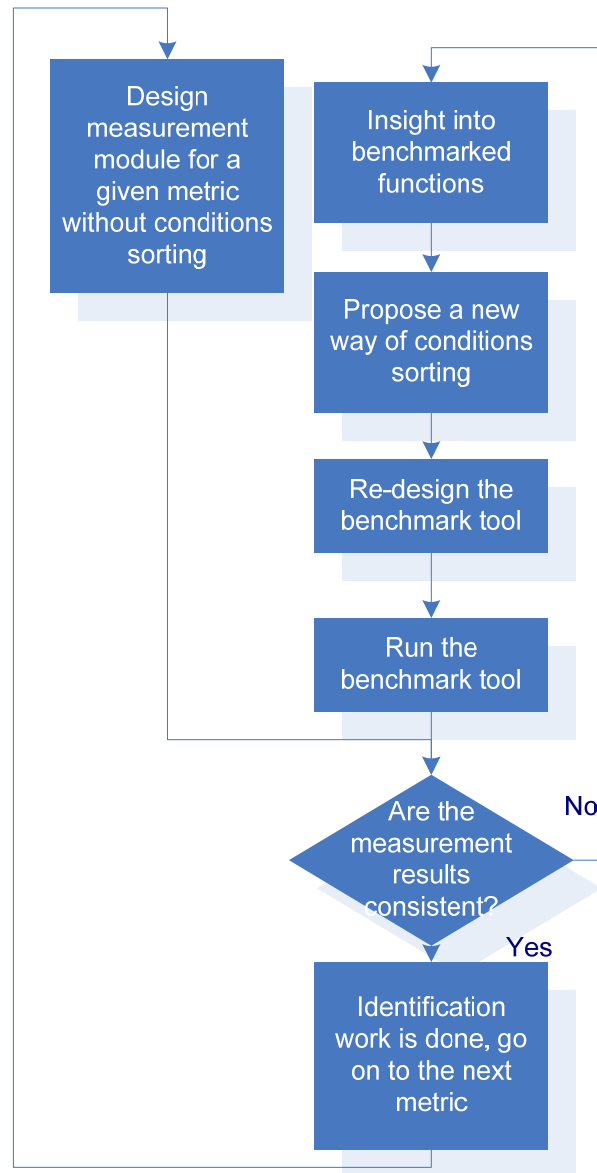 Design
measurement
module for a
given metric
without conditions
sorting
Insight into
benchmarked
functions
Propose a new
way of conditions
sorting
Re-design the
benchmark tool
Run the
benchmark tool
Are the
measurement
results
consistent?
No
Yes
Identification
work is done, go
on to the next
metric